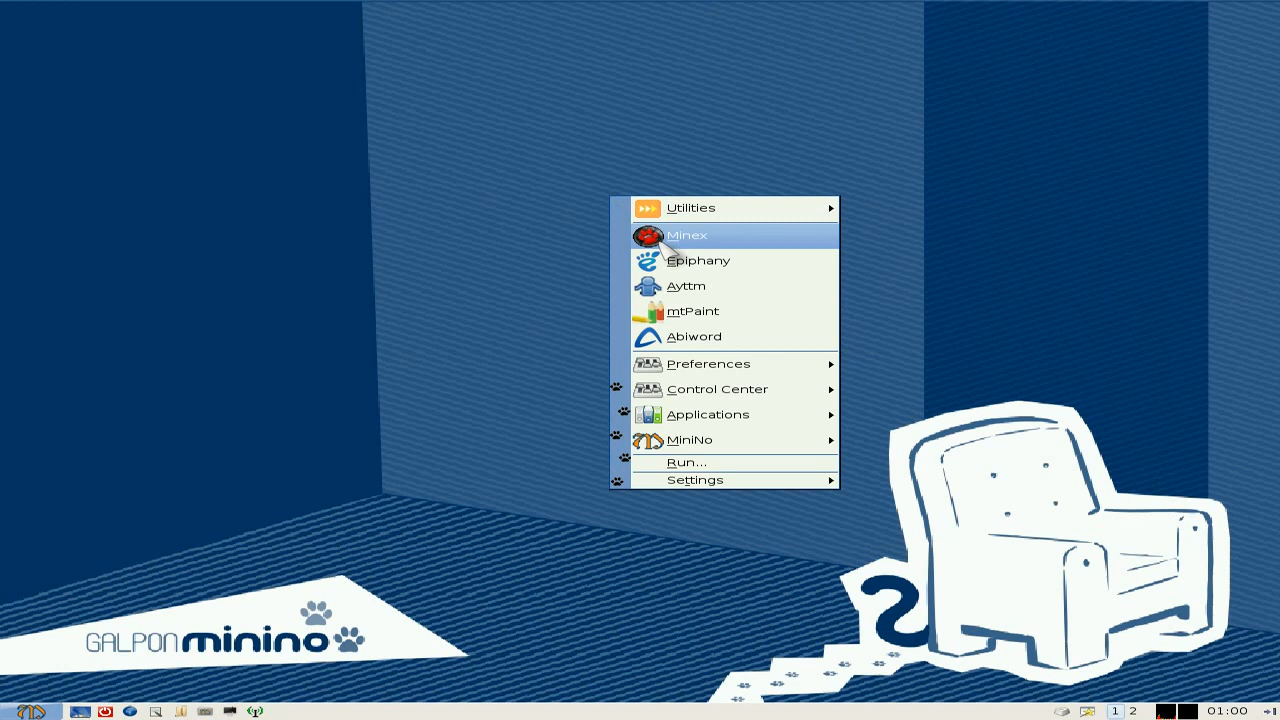 Utilities
Minex
Epiphany
Ayttm
mtPaint
Abiword
Preferences
Control Center
Applications
MiniNo
Run...
Settings
GALPONminino
1 2 01:00